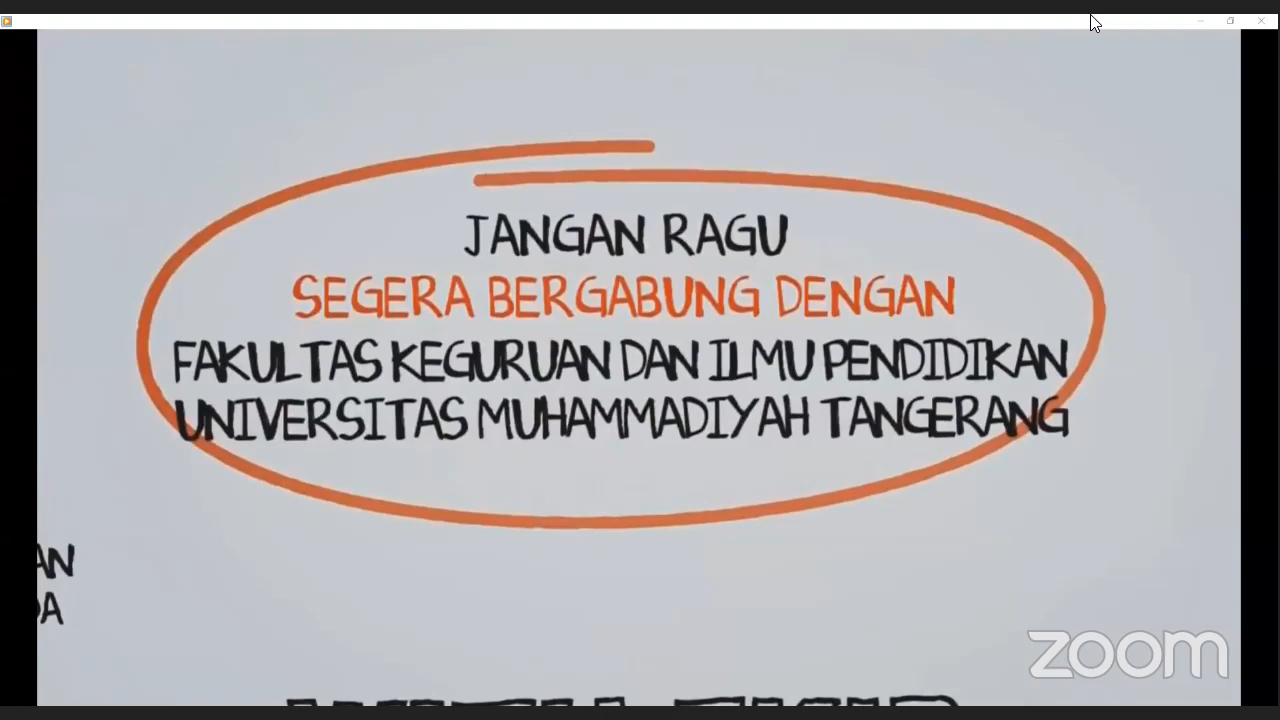 JANGAN RAGU
SEGERA BERGABUNG DENGAN
FAKULTAS KEGURUAN DAN ILMU PENDIDIKAN
UNIVERSITAS MUHAMMADIYAH TANGERANG
zoom